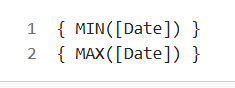 1 { MIN([Date]) }
2 { MAX([Date]) }